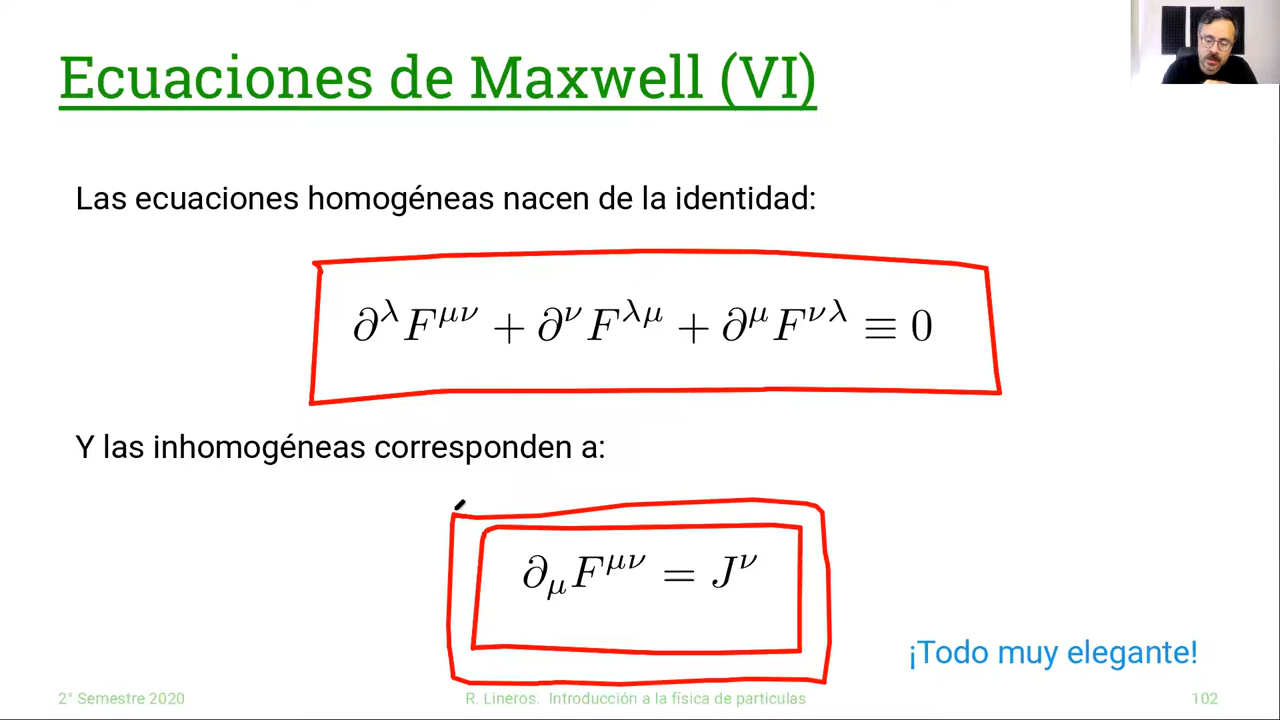 Ecuaciones de Maxwell (VI)
Las ecuaciones homogéneas nacen de la identidad:
∂^λ F^{μν} + ∂^ν F^{λμ} + ∂^μ F^{νλ} ≡ 0
Y las inhomogéneas corresponden a:
∂_μ F^{μν} = J^ν
¡Todo muy elegante!
2° Semestre 2020
R. Lineros. Introducción a la física de particulas
102